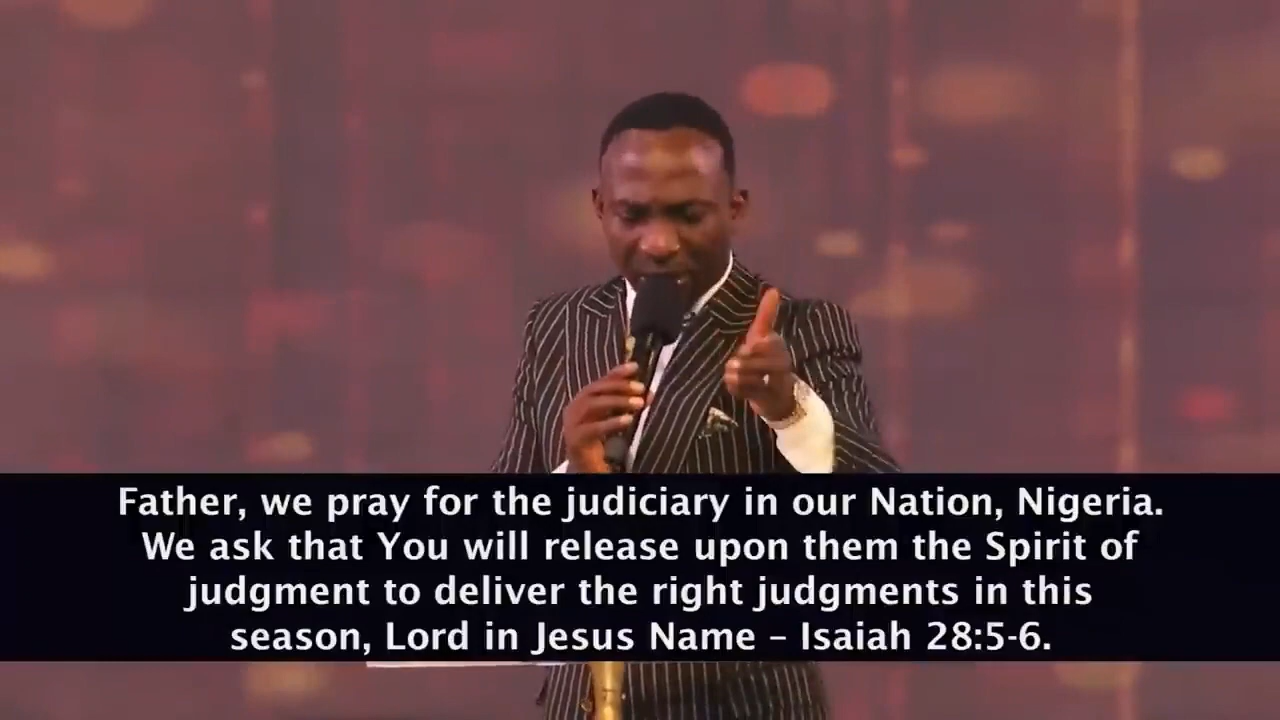 Father, we pray for the judiciary in our Nation, Nigeria.
We ask that You will release upon them the Spirit of
judgment to deliver the right judgments in this
season, Lord in Jesus Name – Isaiah 28:5-6.